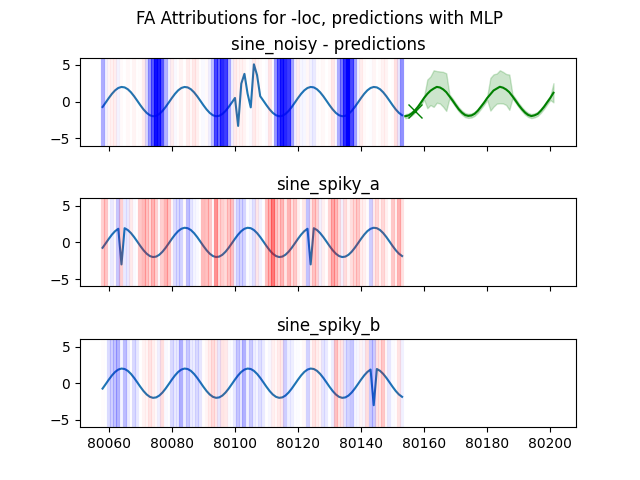 FA Attributions for -loc, predictions with MLP
sine_noisy - predictions
5
0
−5
sine_spiky_a
5
0
−5
sine_spiky_b
5
0
−5
80060 80080 80100 80120 80140 80160 80180 80200